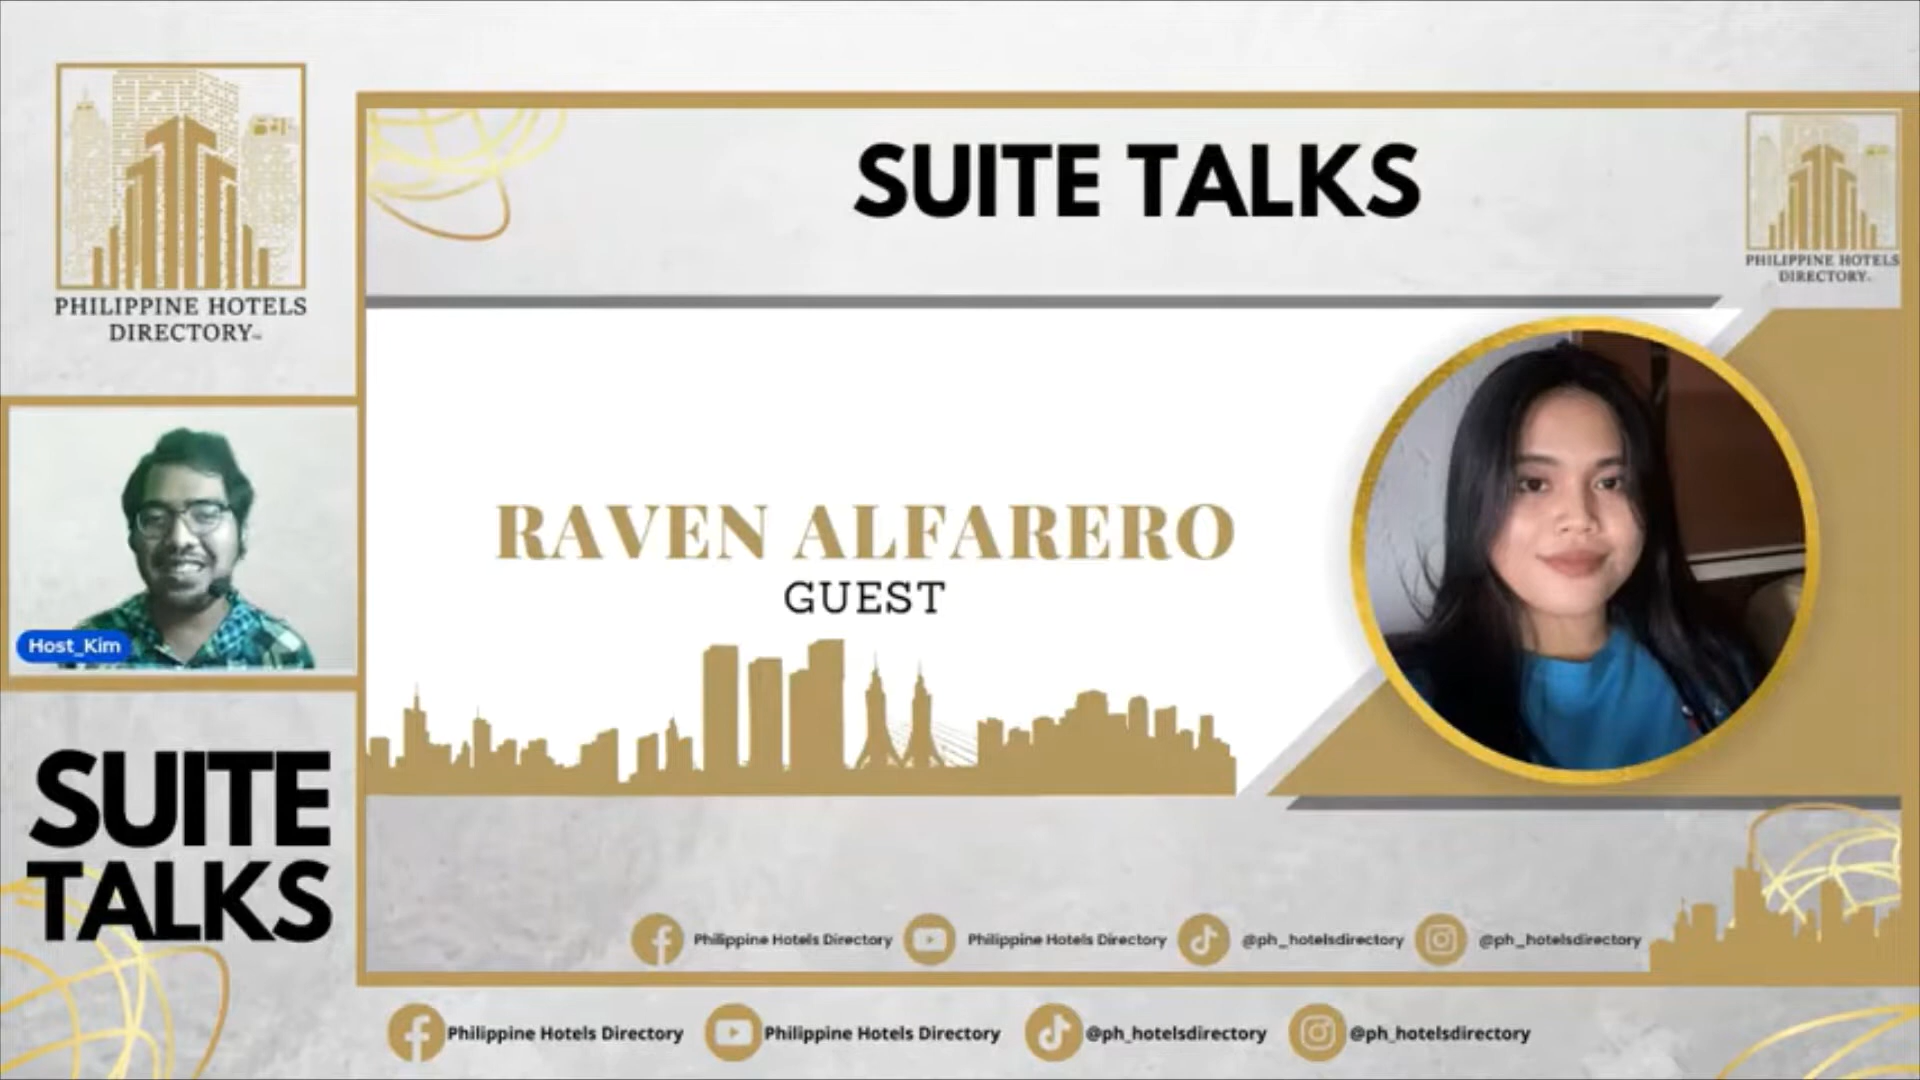 PHILIPPINE HOTELS
DIRECTORY
Host_Kim
SUITE
TALKS
SUITE TALKS
PHILIPPINE HOTELS
DIRECTORY
RAVEN ALFARERO
GUEST
Philippine Hotels Directory
Philippine Hotels Directory
@ph_hotelsdirectory
@ph_hotelsdirectory
Philippine Hotels Directory
Philippine Hotels Directory
@ph_hotelsdirectory
@ph_hotelsdirectory